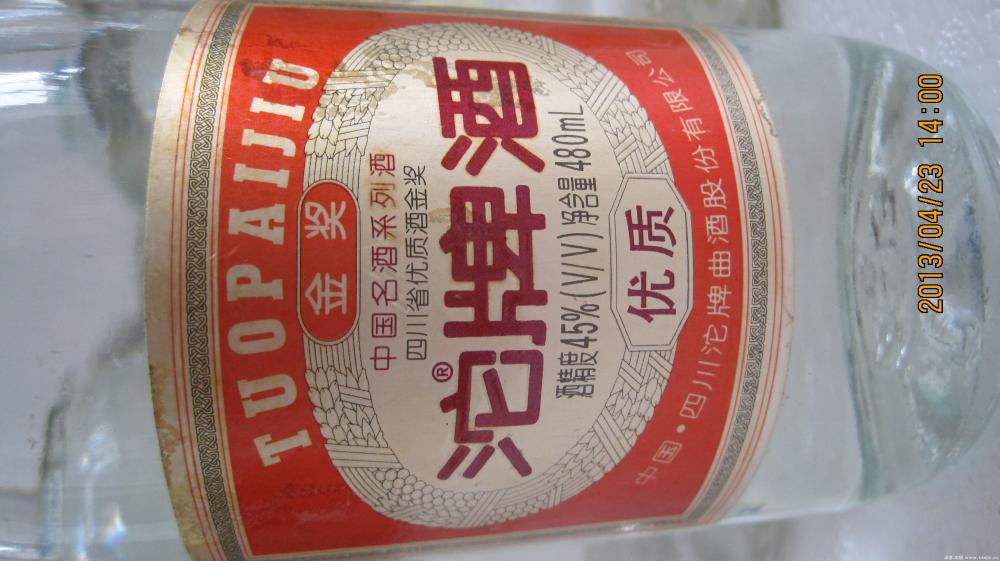 TUOPAIJIU
金奖
中国名酒系列酒
四川省优质酒金奖
沱牌酒
®
酒精度45%(V/V)净含量480mL
优质
中国·四川沱牌曲酒股份有限公司
2013/04/23 14:00